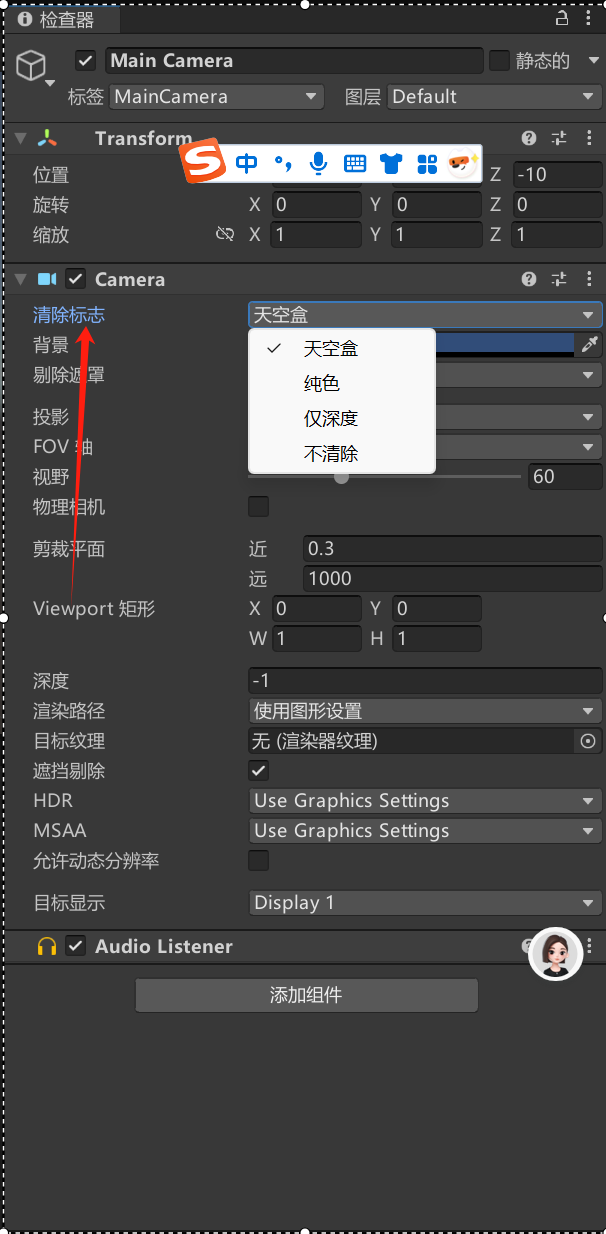 检查器
Main Camera 静态的
标签 MainCamera 图层 Default
Transform
中
位置 Z -10
旋转 X 0 Y 0 Z 0
缩放 X 1 Y 1 Z 1
Camera
清除标志 天空盒
天空盒
纯色
仅深度
不清除
背景
剔除遮罩
投影
FOV 轴
视野 60
物理相机
剪裁平面 近 0.3
远 1000
Viewport 矩形 X 0 Y 0
W 1 H 1
深度 -1
渲染路径 使用图形设置
目标纹理 无 (渲染器纹理)
遮挡剔除
HDR Use Graphics Settings
MSAA Use Graphics Settings
允许动态分辨率
目标显示 Display 1
Audio Listener
添加组件